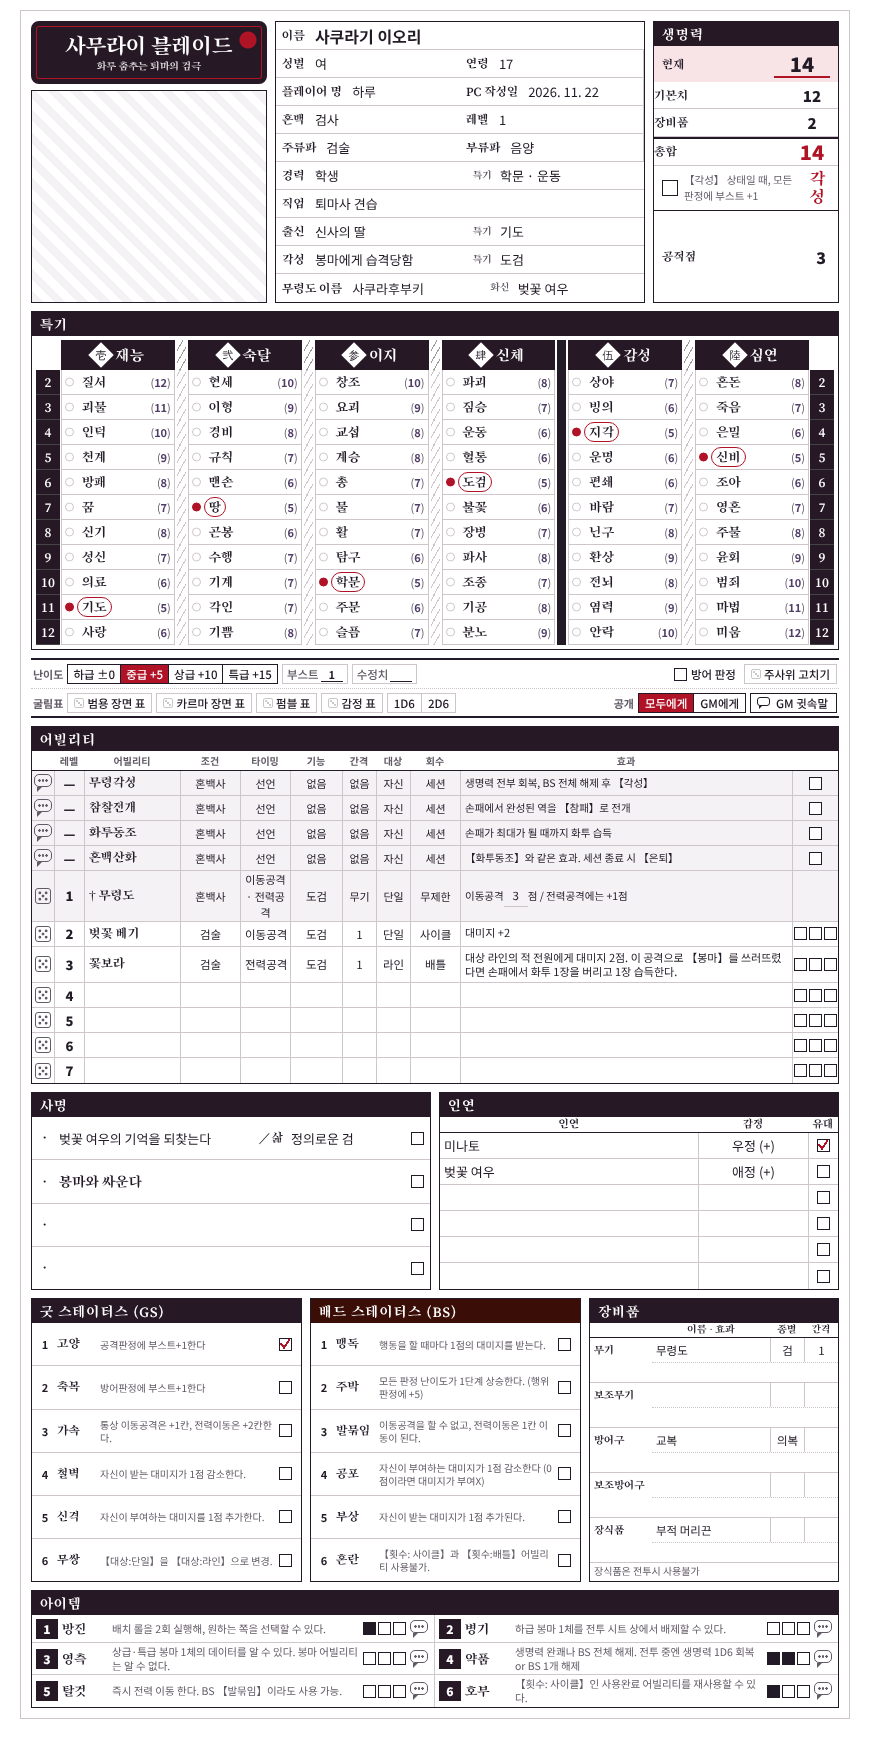 사무라이 블레이드
화투 춤추는 퇴마의 검극
이름 사쿠라기 이오리
성별 여 연령 17
플레이어 명 하루 PC 작성일 2026. 11. 22
혼백 검사 레벨 1
주류파 검술 부류파 음양
경력 학생 특기 학문 · 운동
직업 퇴마사 견습
출신 신사의 딸 특기 기도
각성 봉마에게 습격당함 특기 도검
무령도 이름 사쿠라후부키 화신 벚꽃 여우
생명력
현재 14
기본치 12
장비품 2
총합 14
【각성】 상태일 때, 모든 판정에 부스트 +1 각성
공적점 3
특기
壱 재능 弐 숙달 参 이지 肆 신체 伍 감성 陸 심연
2 질서 (12) 현세 (10) 창조 (10) 파괴 (8) 상야 (7) 혼돈 (8) 2
3 괴물 (11) 이형 (9) 요괴 (9) 짐승 (7) 빙의 (6) 죽음 (7) 3
4 인덕 (10) 경비 (8) 교섭 (8) 운동 (6) 지각 (5) 은밀 (6) 4
5 천계 (9) 규칙 (7) 계승 (8) 혈통 (6) 운명 (6) 신비 (5) 5
6 방패 (8) 맨손 (6) 총 (7) 도검 (5) 편쇄 (6) 조아 (6) 6
7 꿈 (7) 땅 (5) 물 (7) 불꽃 (6) 바람 (7) 영혼 (7) 7
8 신기 (8) 곤봉 (6) 활 (7) 장병 (7) 닌구 (8) 주물 (8) 8
9 성신 (7) 수행 (7) 탐구 (6) 파사 (8) 환상 (9) 윤회 (9) 9
10 의료 (6) 기계 (7) 학문 (5) 조종 (7) 전뇌 (8) 범죄 (10) 10
11 기도 (5) 각인 (7) 주문 (6) 기공 (8) 염력 (9) 마법 (11) 11
12 사랑 (6) 기쁨 (8) 슬픔 (7) 분노 (9) 안락 (10) 미움 (12) 12
난이도 하급 ±0 중급 +5 상급 +10 특급 +15 부스트 1 수정치 방어 판정 주사위 고치기
굴림표 범용 장면 표 카르마 장면 표 펌블 표 감정 표 1D6 2D6 공개 모두에게 GM에게 GM 귓속말
어빌리티
레벨 어빌리티 조건 타이밍 기능 간격 대상 회수 효과
— 무령각성 혼백사 선언 없음 없음 자신 세션 생명력 전부 회복, BS 전체 해제 후 【각성】
— 참찰전개 혼백사 선언 없음 없음 자신 세션 손패에서 완성된 역을 【참패】로 전개
— 화투동조 혼백사 선언 없음 없음 자신 세션 손패가 최대가 될 때까지 화투 습득
— 혼백산화 혼백사 선언 없음 없음 자신 세션 【화투동조】와 같은 효과. 세션 종료 시 【은퇴】
1 † 무령도 혼백사 이동공격 · 전력공격 도검 무기 단일 무제한 이동공격 3 점 / 전력공격에는 +1점
2 벚꽃 베기 검술 이동공격 도검 1 단일 사이클 대미지 +2
3 꽃보라 검술 전력공격 도검 1 라인 배틀 대상 라인의 적 전원에게 대미지 2점. 이 공격으로 【봉마】를 쓰러뜨렸다면 손패에서 화투 1장을 버리고 1장 습득한다.
4
5
6
7
사명
· 벚꽃 여우의 기억을 되찾는다 ／삶 정의로운 검
· 봉마와 싸운다
·
·
인연
인연 감정 유대
미나토 우정 (+)
벚꽃 여우 애정 (+)
굿 스테이터스 (GS)
1 고양 공격판정에 부스트+1한다
2 축복 방어판정에 부스트+1한다
3 가속 통상 이동공격은 +1칸, 전력이동은 +2칸한다.
4 철벽 자신이 받는 대미지가 1점 감소한다.
5 신격 자신이 부여하는 대미지를 1점 추가한다.
6 무쌍 【대상:단일】을 【대상:라인】으로 변경.
배드 스테이터스 (BS)
1 맹독 행동을 할 때마다 1점의 대미지를 받는다.
2 주박 모든 판정 난이도가 1단계 상승한다. (행위판정에 +5)
3 발묶임 이동공격을 할 수 없고, 전력이동은 1칸 이동이 된다.
4 공포 자신이 부여하는 대미지가 1점 감소한다 (0점이라면 대미지가 부여X)
5 부상 자신이 받는 대미지가 1점 추가된다.
6 혼란 【횟수: 사이클】과 【횟수:배틀】어빌리티 사용불가.
장비품
이름 · 효과 종별 간격
무기 무령도 검 1
보조무기
방어구 교복 의복
보조방어구
장식품 부적 머리끈
장식품은 전투시 사용불가
아이템
1 방진 배치 롤을 2회 실행해, 원하는 쪽을 선택할 수 있다.
2 병기 하급 봉마 1체를 전투 시트 상에서 배제할 수 있다.
3 영측 상급·특급 봉마 1체의 데이터를 알 수 있다. 봉마 어빌리티는 알 수 없다.
4 약품 생명력 완쾌나 BS 전체 해제. 전투 중엔 생명력 1D6 회복 or BS 1개 해제
5 탈것 즉시 전력 이동 한다. BS 【발묶임】이라도 사용 가능.
6 호부 【횟수: 사이클】인 사용완료 어빌리티를 재사용할 수 있다.